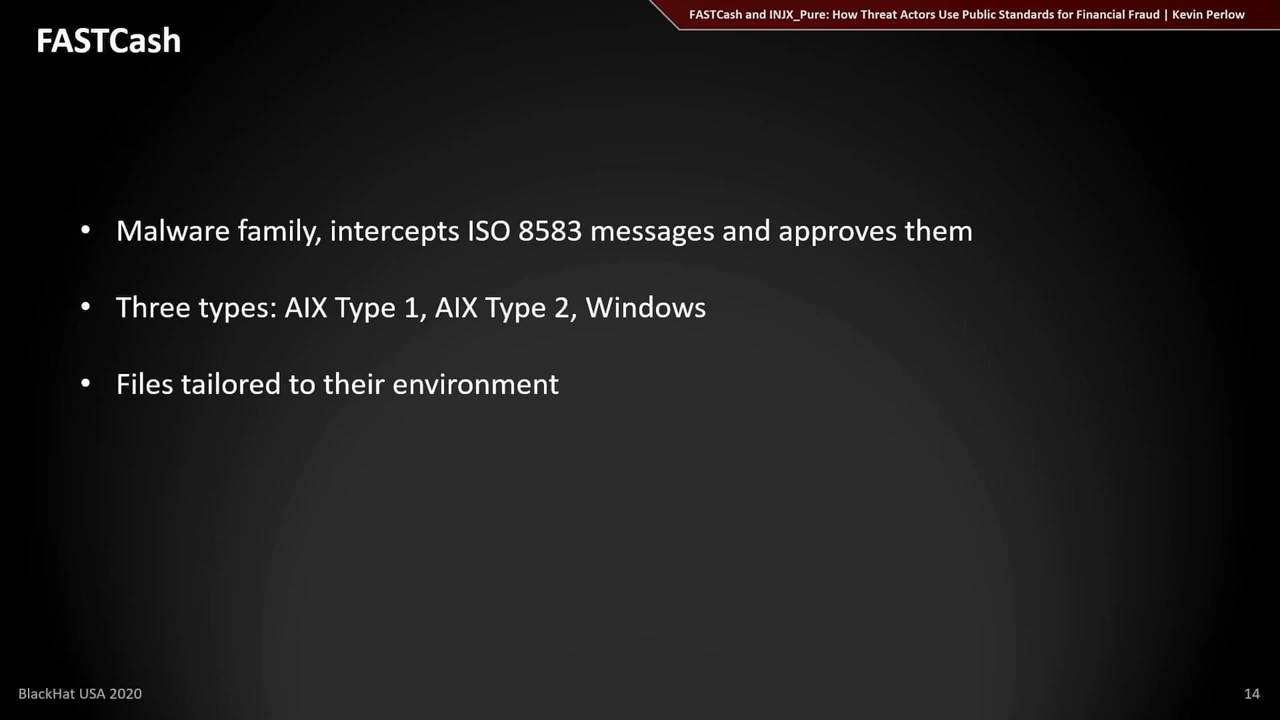 FASTCash and INJX_Pure: How Threat Actors Use Public Standards for Financial Fraud | Kevin Perlow
FASTCash
• Malware family, intercepts ISO 8583 messages and approves them
• Three types: AIX Type 1, AIX Type 2, Windows
• Files tailored to their environment
BlackHat USA 2020
14